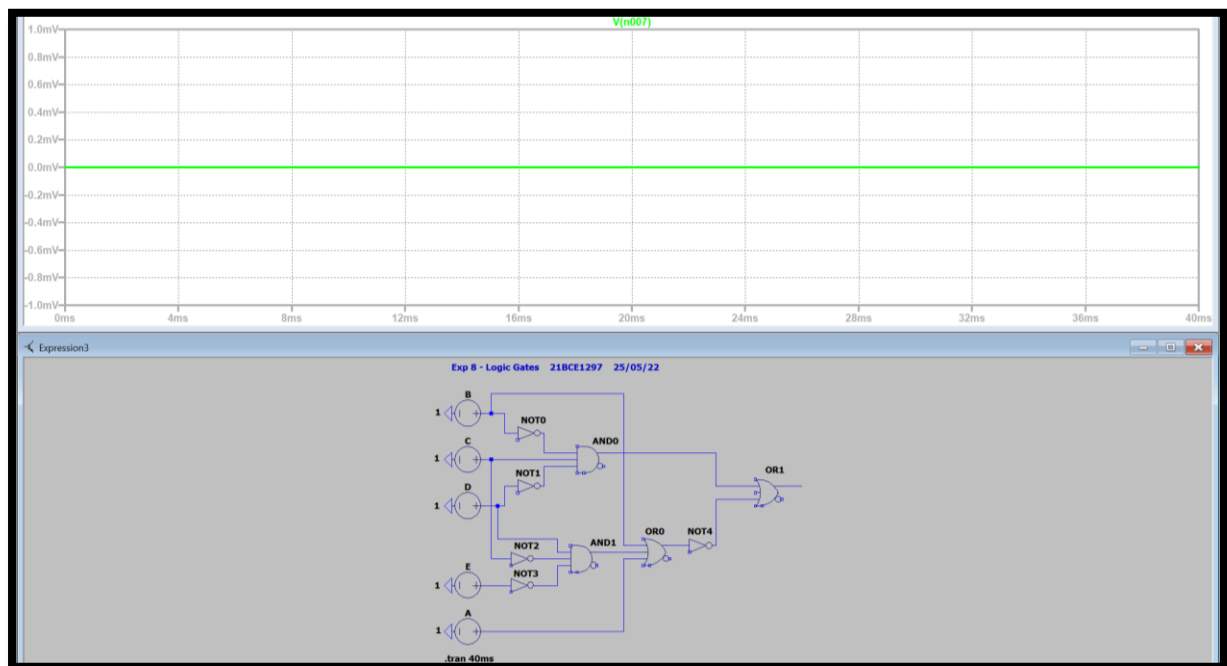 V(n007)
1.0mV
0.8mV
0.6mV
0.4mV
0.2mV
0.0mV
-0.2mV
-0.4mV
-0.6mV
-0.8mV
-1.0mV
0ms 4ms 8ms 12ms 16ms 20ms 24ms 28ms 32ms 36ms 40ms
Expression3
Exp 8 - Logic Gates 21BCE1297 25/05/22
B
1
NOT0
C
AND0
1
NOT1
OR1
D
1
OR0 NOT4
NOT2 AND1
E
NOT3
1
A
1
.tran 40ms